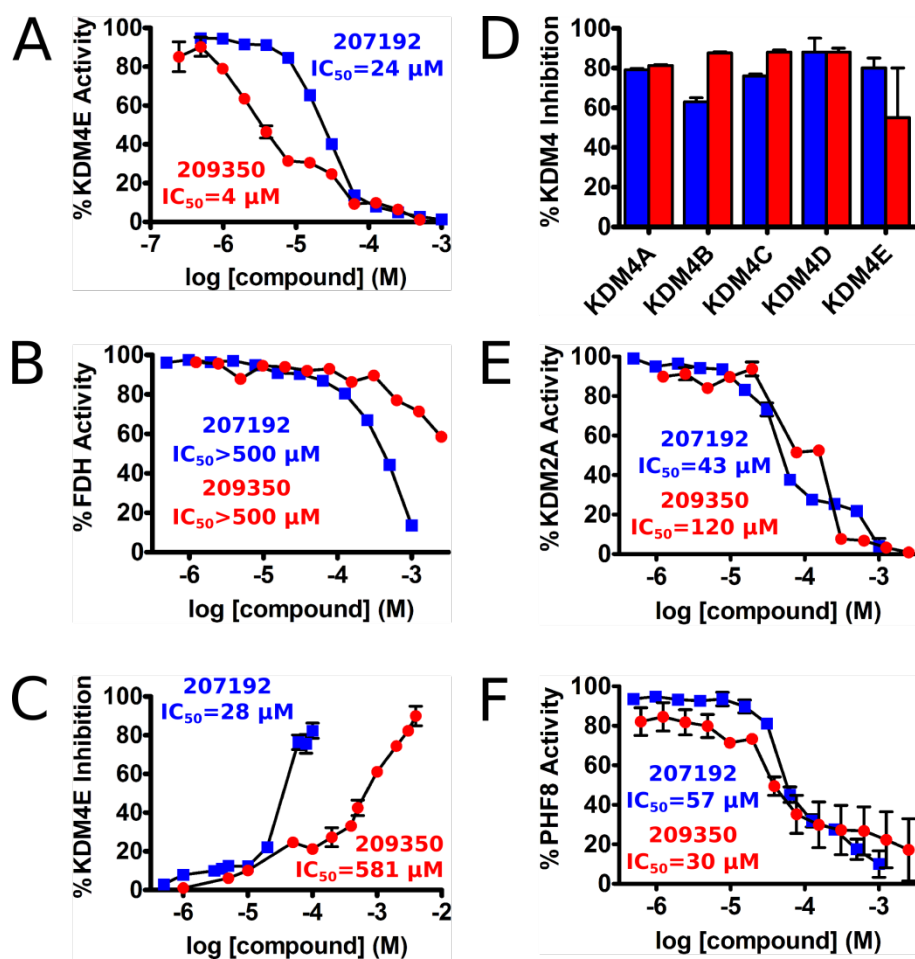 A
%KDM4E Activity
100
80
60
40
20
0
207192
IC50=24 µM
209350
IC50=4 µM
-7
-6
-5
-4
-3
log [compound] (M)
D
%KDM4 Inhibition
100
80
60
40
20
0
KDM4A
KDM4B
KDM4C
KDM4D
KDM4E
B
% FDH Activity
100
80
60
40
20
0
207192
IC50>500 µM
209350
IC50>500 µM
-6
-5
-4
-3
log [compound] (M)
E
%KDM2A Activity
100
80
60
40
20
0
207192
IC50=43 µM
209350
IC50=120 µM
-6
-5
-4
-3
log [compound] (M)
C
%KDM4E Inhibition
100
80
60
40
20
0
207192
IC50=28 µM
209350
IC50=581 µM
-6
-5
-4
-3
-2
log [compound] (M)
F
%PHF8 Activity
100
80
60
40
20
0
207192
IC50=57 µM
209350
IC50=30 µM
-6
-5
-4
-3
log [compound] (M)